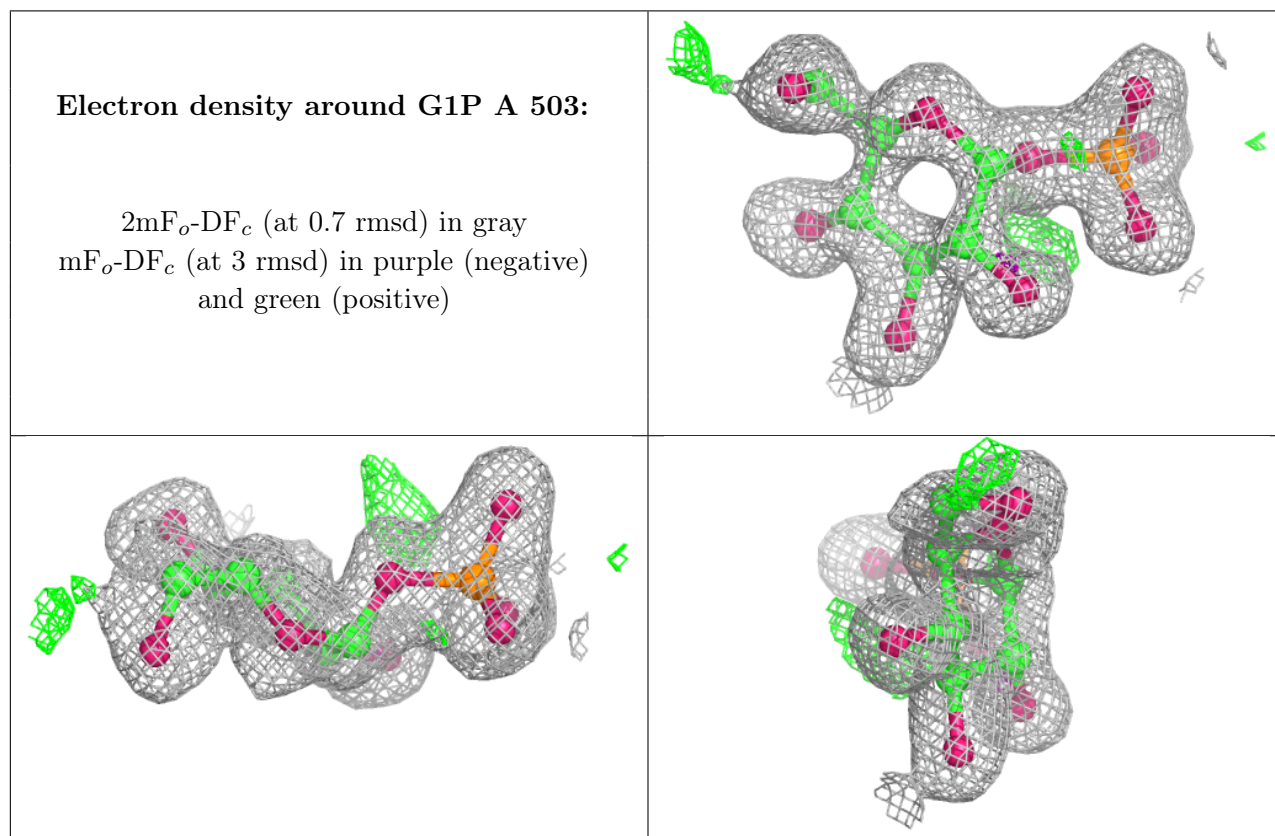 Electron density around G1P A 503:
2mFo-DFc (at 0.7 rmsd) in gray
mFo-DFc (at 3 rmsd) in purple (negative)
and green (positive)